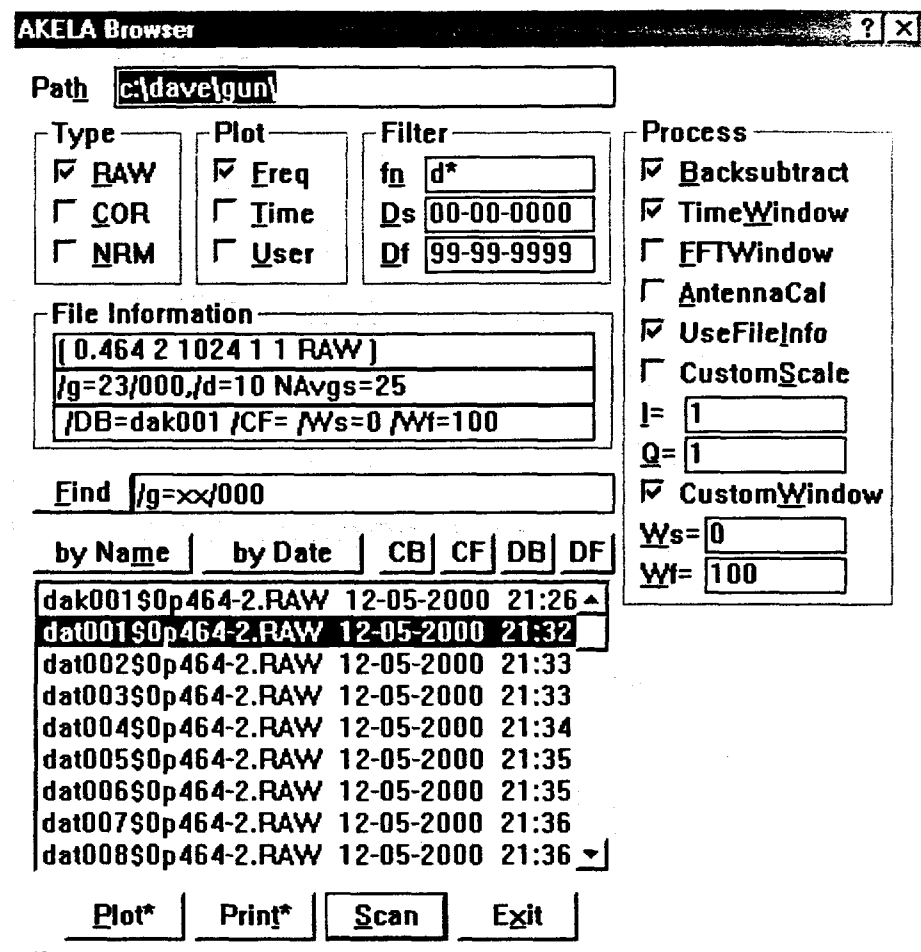 AKELA Browser ? X
Path c:\dave\gun\
Type
RAW
COR
NRM
Plot
Freq
Time
User
Filter
fn d*
Ds 00-00-0000
Df 99-99-9999
Process
Backsubtract
TimeWindow
FFTWindow
AntennaCal
UseFileInfo
CustomScale
I= 1
Q= 1
CustomWindow
Ws= 0
Wf= 100
File Information
( 0.464 2 1024 1 1 RAW )
/g=23/000,/d=10 NAvgs=25
/DB=dak001 /CF= /Ws=0 /Wf=100
Find /g=xx/000
by Name by Date CB CF DB DF
dak001$0p464-2.RAW 12-05-2000 21:26
dat001$0p464-2.RAW 12-05-2000 21:32
dat002$0p464-2.RAW 12-05-2000 21:33
dat003$0p464-2.RAW 12-05-2000 21:33
dat004$0p464-2.RAW 12-05-2000 21:34
dat005$0p464-2.RAW 12-05-2000 21:35
dat006$0p464-2.RAW 12-05-2000 21:35
dat007$0p464-2.RAW 12-05-2000 21:36
dat008$0p464-2.RAW 12-05-2000 21:36
Plot* Print* Scan Exit